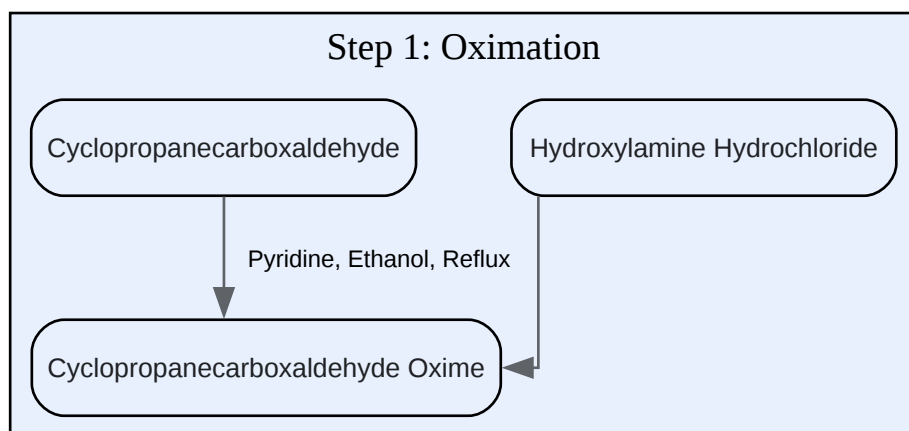 Step 1: Oximation
Cyclopropanecarboxaldehyde
Hydroxylamine Hydrochloride
Pyridine, Ethanol, Reflux
Cyclopropanecarboxaldehyde Oxime